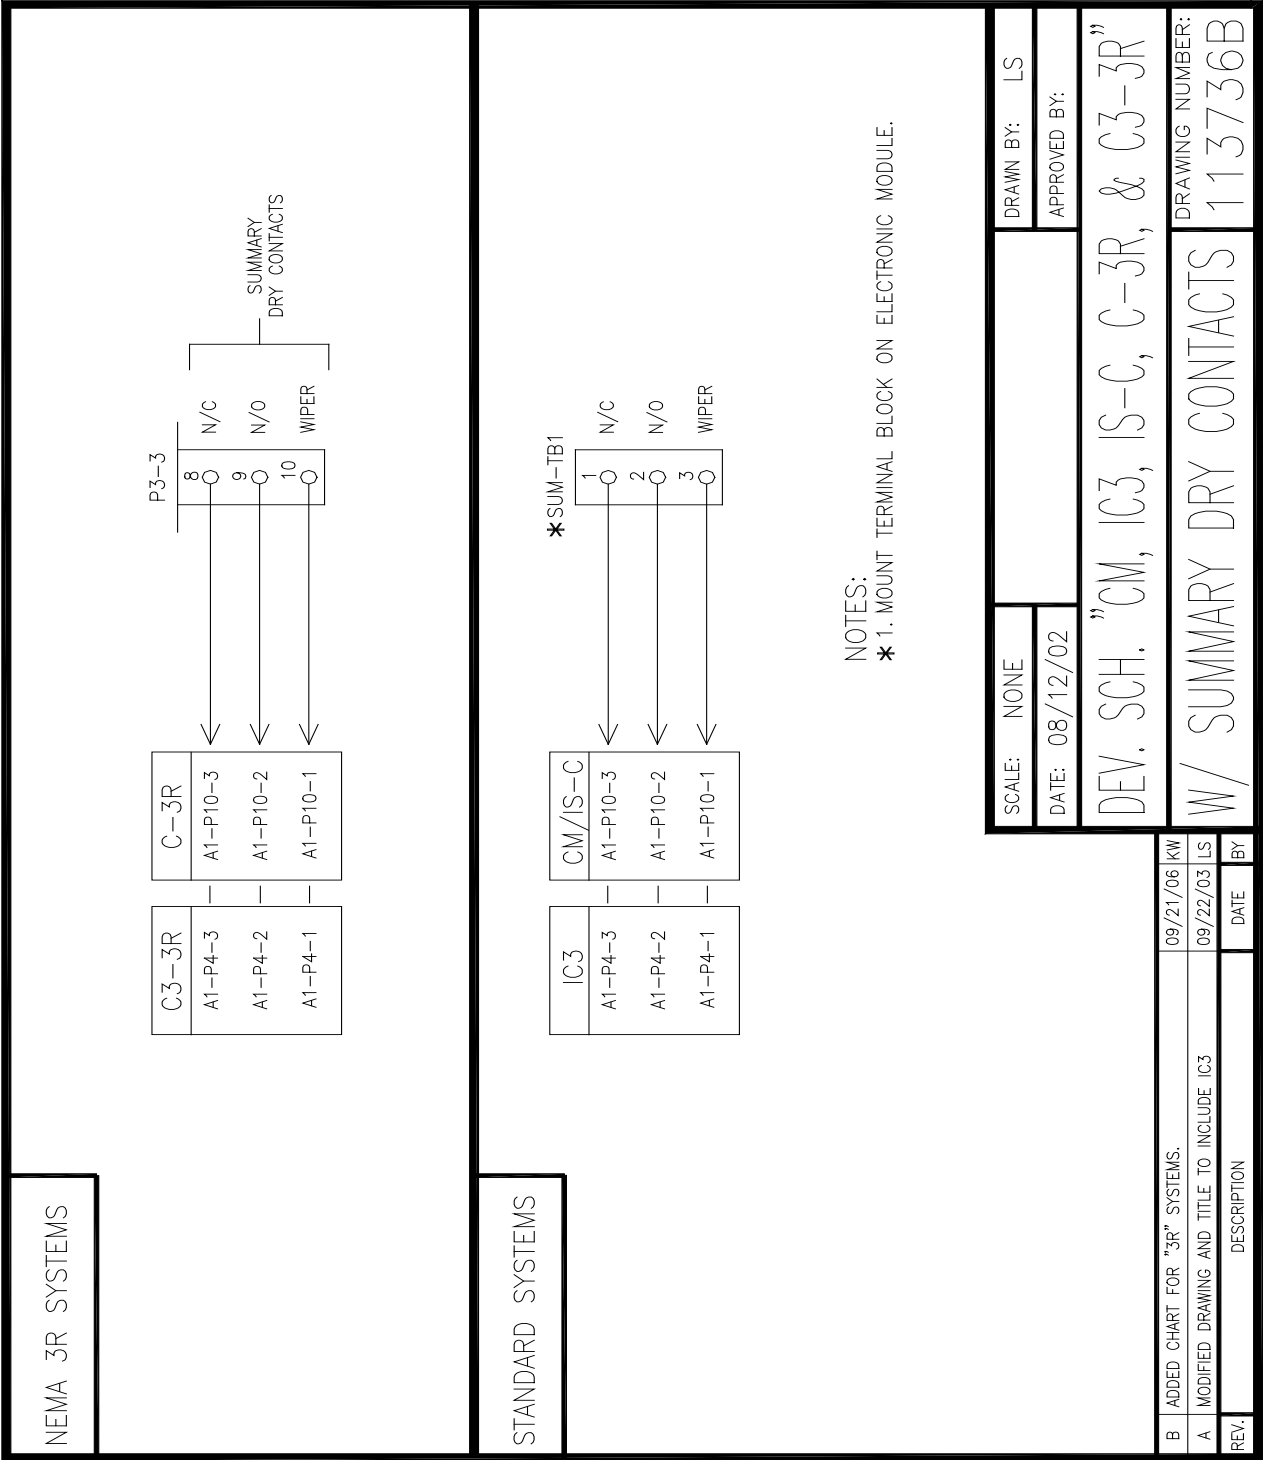 NEMA 3R SYSTEMS
C3-3R
A1-P4-3
A1-P4-2
A1-P4-1
C-3R
A1-P10-3
A1-P10-2
A1-P10-1
P3-3
8
9
10
N/C
N/O
WIPER
SUMMARY
DRY CONTACTS
STANDARD SYSTEMS
IC3
A1-P4-3
A1-P4-2
A1-P4-1
CM/IS-C
A1-P10-3
A1-P10-2
A1-P10-1
*SUM-TB1
1
2
3
N/C
N/O
WIPER
NOTES:
* 1. MOUNT TERMINAL BLOCK ON ELECTRONIC MODULE.
B ADDED CHART FOR "3R" SYSTEMS. 09/21/06 KW
A MODIFIED DRAWING AND TITLE TO INCLUDE IC3 09/22/03 LS
REV. DESCRIPTION DATE BY
SCALE: NONE
DRAWN BY: LS
DATE: 08/12/02
APPROVED BY:
DEV. SCH. "CM, IC3, IS-C, C-3R, & C3-3R"
W/ SUMMARY DRY CONTACTS
DRAWING NUMBER:
113736B